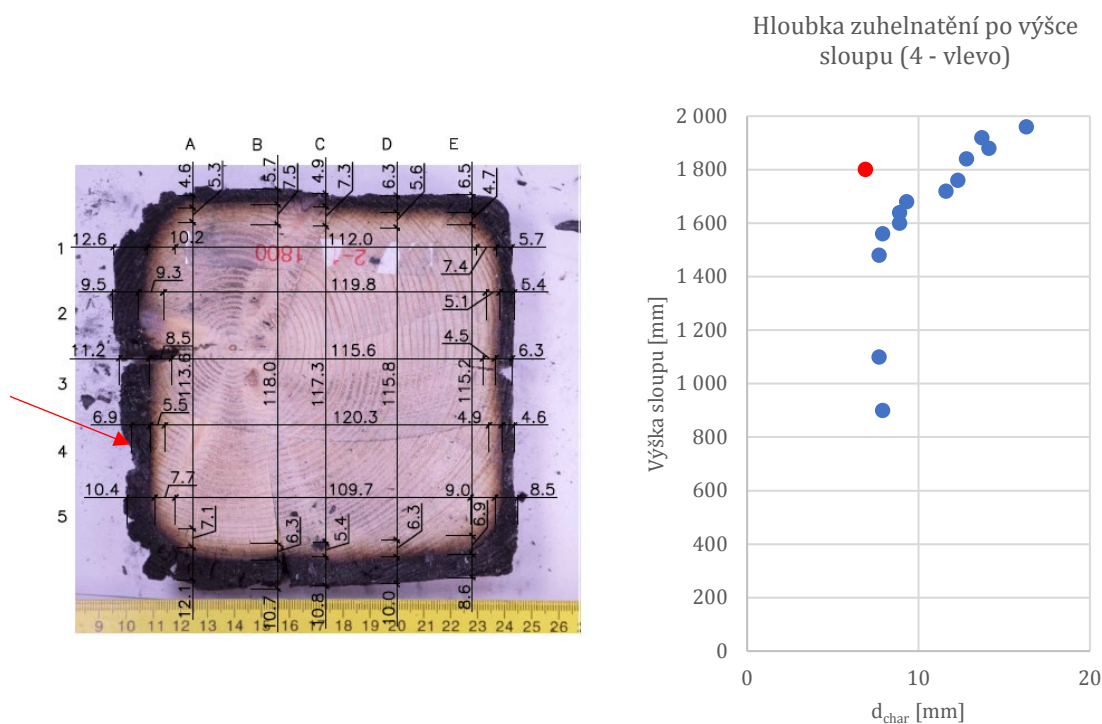 Hloubka zuhelnatění po výšce
sloupu (4 - vlevo)
A B C D E
4.6 5.3 5.7 7.5 4.9 7.3 6.3 5.6 6.5 4.7
1 12.6 10.2 112.0 5.7
1800 2-1 7.4
9.5 9.3 119.8 5.4
2 5.1
8.5 4.5
11.2 115.6 6.3
3 113.6 118.0 117.3 115.8 115.2
6.9 5.5 120.3 4.9 4.6
4
7.7
10.4 109.7 9.0 8.5
5 7.1 6.3 5.4 6.3 6.9
12.1 10.7 10.8 10.0 8.6
9 10 11 12 13 14 15 16 17 18 19 20 21 22 23 24 25 26
2 000
1 800
1 600
1 400
1 200
1 000
800
600
400
200
0
Výška sloupu [mm]
0 10 20
d char [mm]